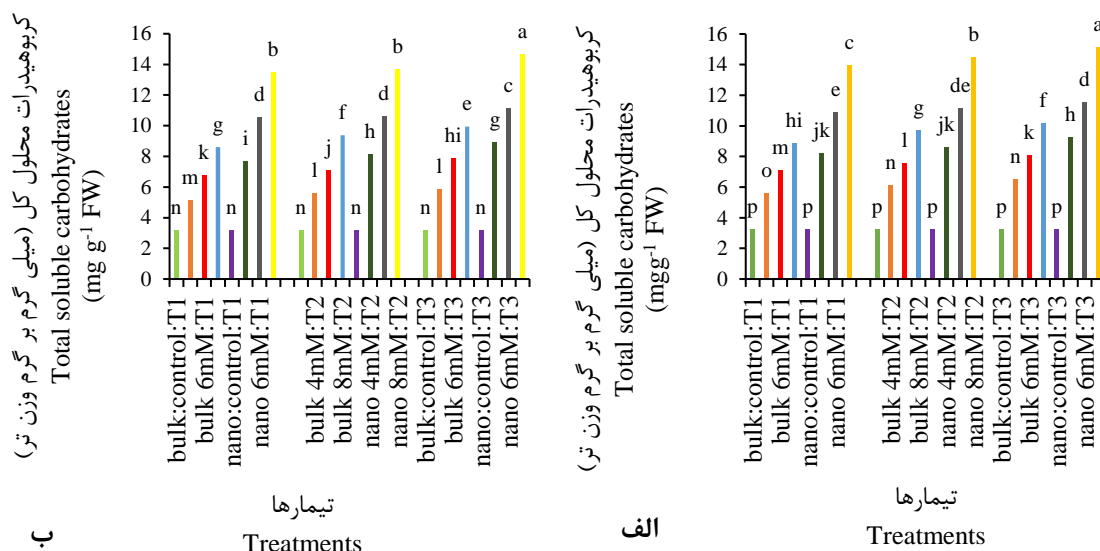 كربوهیدرات محلول كل (میلی گرم بر گرم وزن تر)
Total soluble carbohydrates
(mg g-1 FW)
16
14
12
10
8
6
4
2
0
n m k g n i d b
n l j f n h d b
n l hi e n g c a
bulk:control:T1
bulk 6mM:T1
nano:control:T1
nano 6mM:T1
bulk 4mM:T2
bulk 8mM:T2
nano 4mM:T2
nano 8mM:T2
bulk:control:T3
bulk 6mM:T3
nano:control:T3
nano 6mM:T3
تیمارها
Treatments
ب
كربوهیدرات محلول كل (میلی گرم بر گرم وزن تر)
Total soluble carbohydrates
(mgg-1 FW)
16
14
12
10
8
6
4
2
0
p o m hi p jk e c
p n l g p jk de b
p n k f p h d a
bulk:control:T1
bulk 6mM:T1
nano:control:T1
nano 6mM:T1
bulk 4mM:T2
bulk 8mM:T2
nano 4mM:T2
nano 8mM:T2
bulk:control:T3
bulk 6mM:T3
nano:control:T3
nano 6mM:T3
تیمارها
Treatments
الف